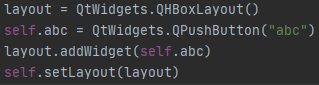 layout = QtWidgets.QHBoxLayout()
self.abc = QtWidgets.QPushButton("abc")
layout.addWidget(self.abc)
self.setLayout(layout)